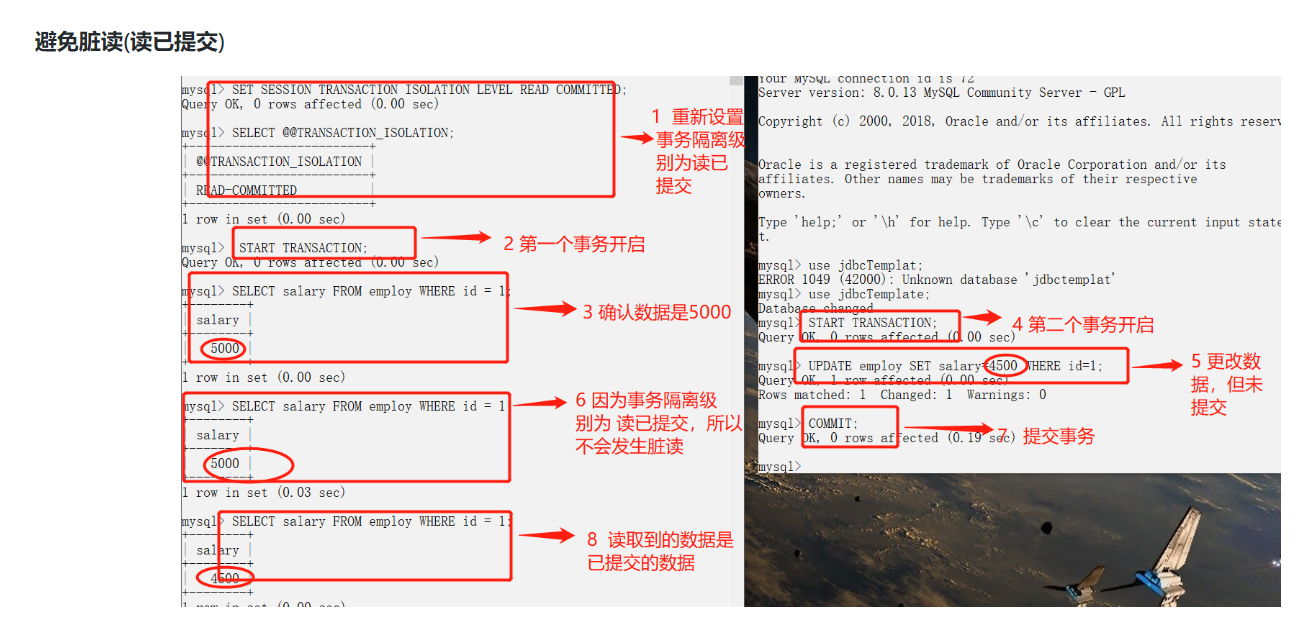 避免脏读(读已提交)
mysql> SET SESSION TRANSACTION ISOLATION LEVEL READ COMMITTED;
Query OK, 0 rows affected (0.00 sec)
mysql> SELECT @@TRANSACTION_ISOLATION;
+-------------------------+
| @@TRANSACTION_ISOLATION |
+-------------------------+
| READ-COMMITTED |
+-------------------------+
1 row in set (0.00 sec)
mysql> START TRANSACTION;
Query OK, 0 rows affected (0.00 sec)
mysql> SELECT salary FROM employ WHERE id = 1;
+--------+
| salary |
+--------+
| 5000 |
+--------+
1 row in set (0.00 sec)
mysql> SELECT salary FROM employ WHERE id = 1
+--------+
| salary |
+--------+
| 5000 |
+--------+
1 row in set (0.03 sec)
mysql> SELECT salary FROM employ WHERE id = 1;
+--------+
| salary |
+--------+
| 4500 |
+--------+
1 row in set (0.00 sec)
1 重新设置
事务隔离级
别为读已
提交
2 第一个事务开启
3 确认数据是5000
6 因为事务隔离级
别为 读已提交，所以
不会发生脏读
8 读取到的数据是
已提交的数据
Your MySQL connection id is 72
Server version: 8.0.13 MySQL Community Server - GPL
Copyright (c) 2000, 2018, Oracle and/or its affiliates. All rights reserv
Oracle is a registered trademark of Oracle Corporation and/or its
affiliates. Other names may be trademarks of their respective
owners.
Type 'help;' or '\h' for help. Type '\c' to clear the current input state
t.
mysql> use jdbcTemplat;
ERROR 1049 (42000): Unknown database 'jdbctemplat'
mysql> use jdbcTemplate;
Database changed
mysql> START TRANSACTION;
Query OK, 0 rows affected (0.00 sec)
mysql> UPDATE employ SET salary=4500 WHERE id=1;
Query OK, 1 row affected (0.00 sec)
Rows matched: 1 Changed: 1 Warnings: 0
mysql> COMMIT;
Query OK, 0 rows affected (0.19 sec)
mysql>
4 第二个事务开启
5 更改数
据，但未
提交
7 提交事务